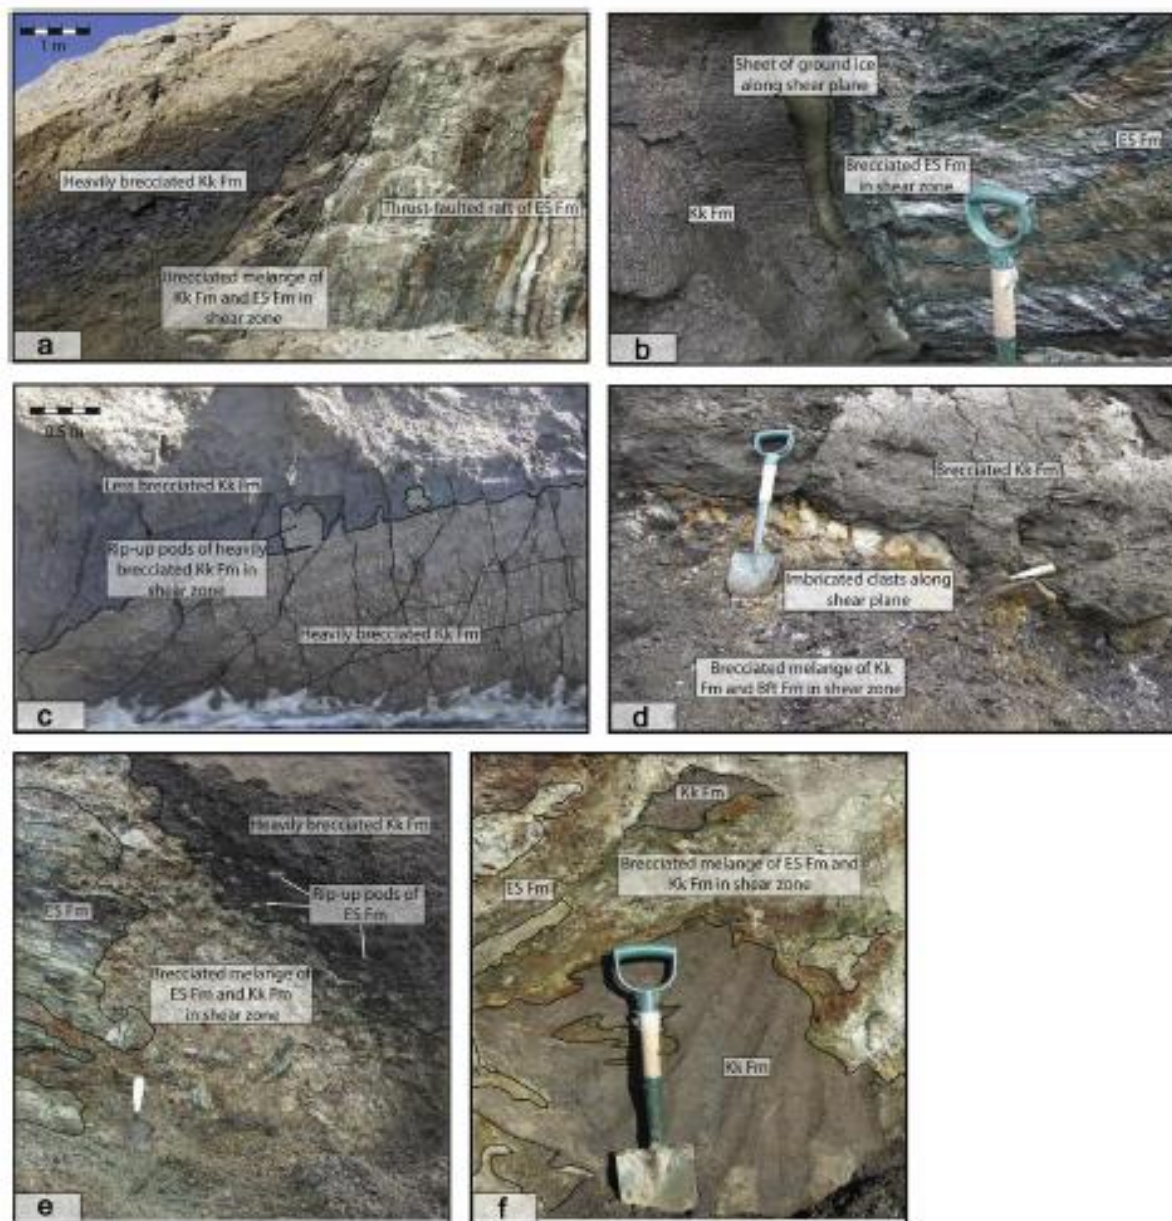 1 m
Heavily brecciated Kk Fm
Thrust-faulted raft of ES Fm
Brecciated melange of
Kk Fm and ES Fm in
shear zone
a
Sheet of ground ice
along shear plane
ES Fm
Brecciated ES Fm
in shear zone
Kk Fm
b
0.5 m
Less brecciated Kk Fm
Rip-up pods of heavily
brecciated Kk Fm in
shear zone
Heavily brecciated Kk Fm
c
Brecciated Kk Fm
Imbricated clasts along
shear plane
Brecciated melange of Kk
Fm and Bft Fm in shear zone
d
Heavily brecciated Kk Fm
Rip-up pods of
ES Fm
ES Fm
Brecciated melange of
ES Fm and Kk Fm
in shear zone
e
Kk Fm
Brecciated melange of ES Fm and
Kk Fm in shear zone
ES Fm
Kk Fm
f